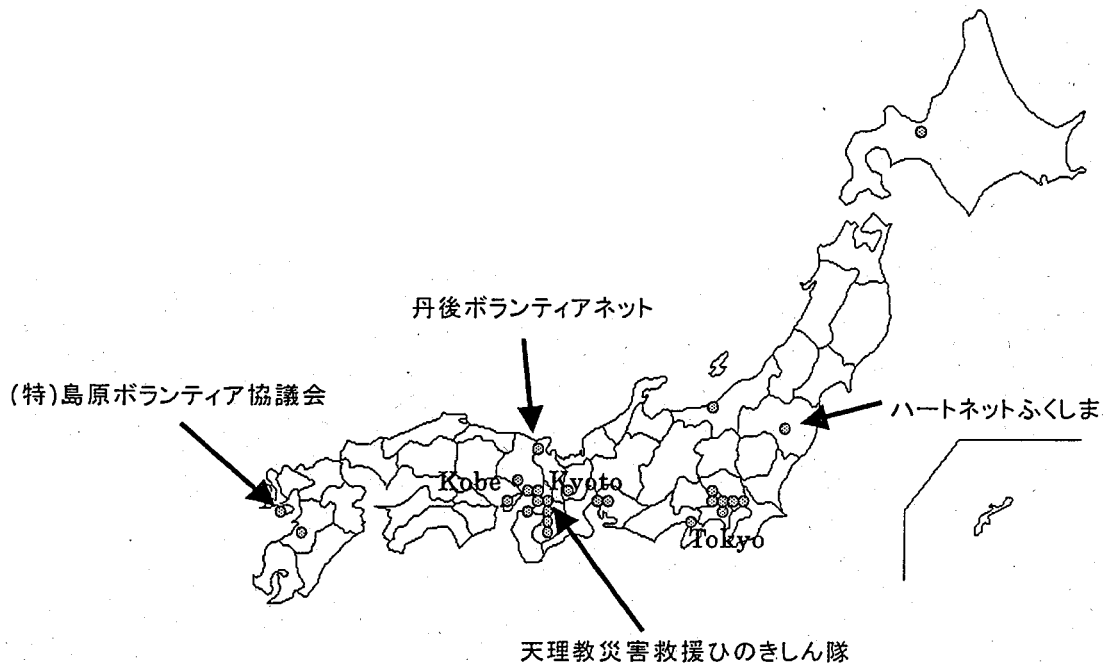 丹後ボランティアネット
(特)島原ボランティア協議会
ハートネットふくしま
Kobe
Kyoto
Tokyo
天理教災害救援ひのきしん隊